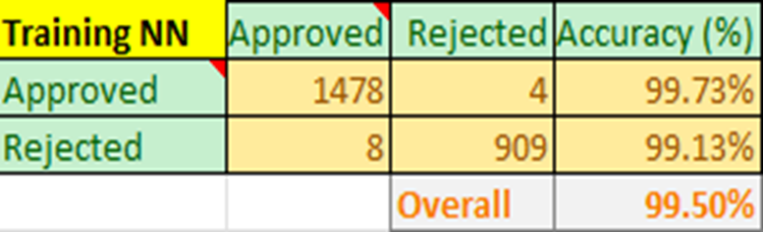 Training NN Approved Rejected Accuracy (%)
Approved 1478 4 99.73%
Rejected 8 909 99.13%
Overall 99.50%